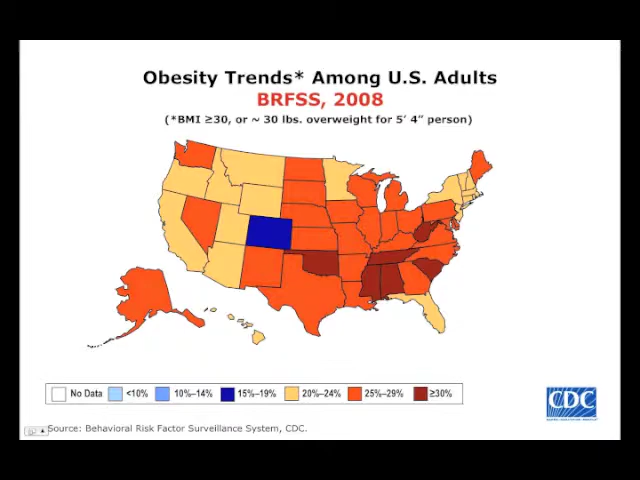 Obesity Trends* Among U.S. Adults
BRFSS, 2008
(*BMI ≥30, or ~ 30 lbs. overweight for 5’ 4” person)
No Data <10% 10%–14% 15%–19% 20%–24% 25%–29% ≥30%
CDC
Source: Behavioral Risk Factor Surveillance System, CDC.